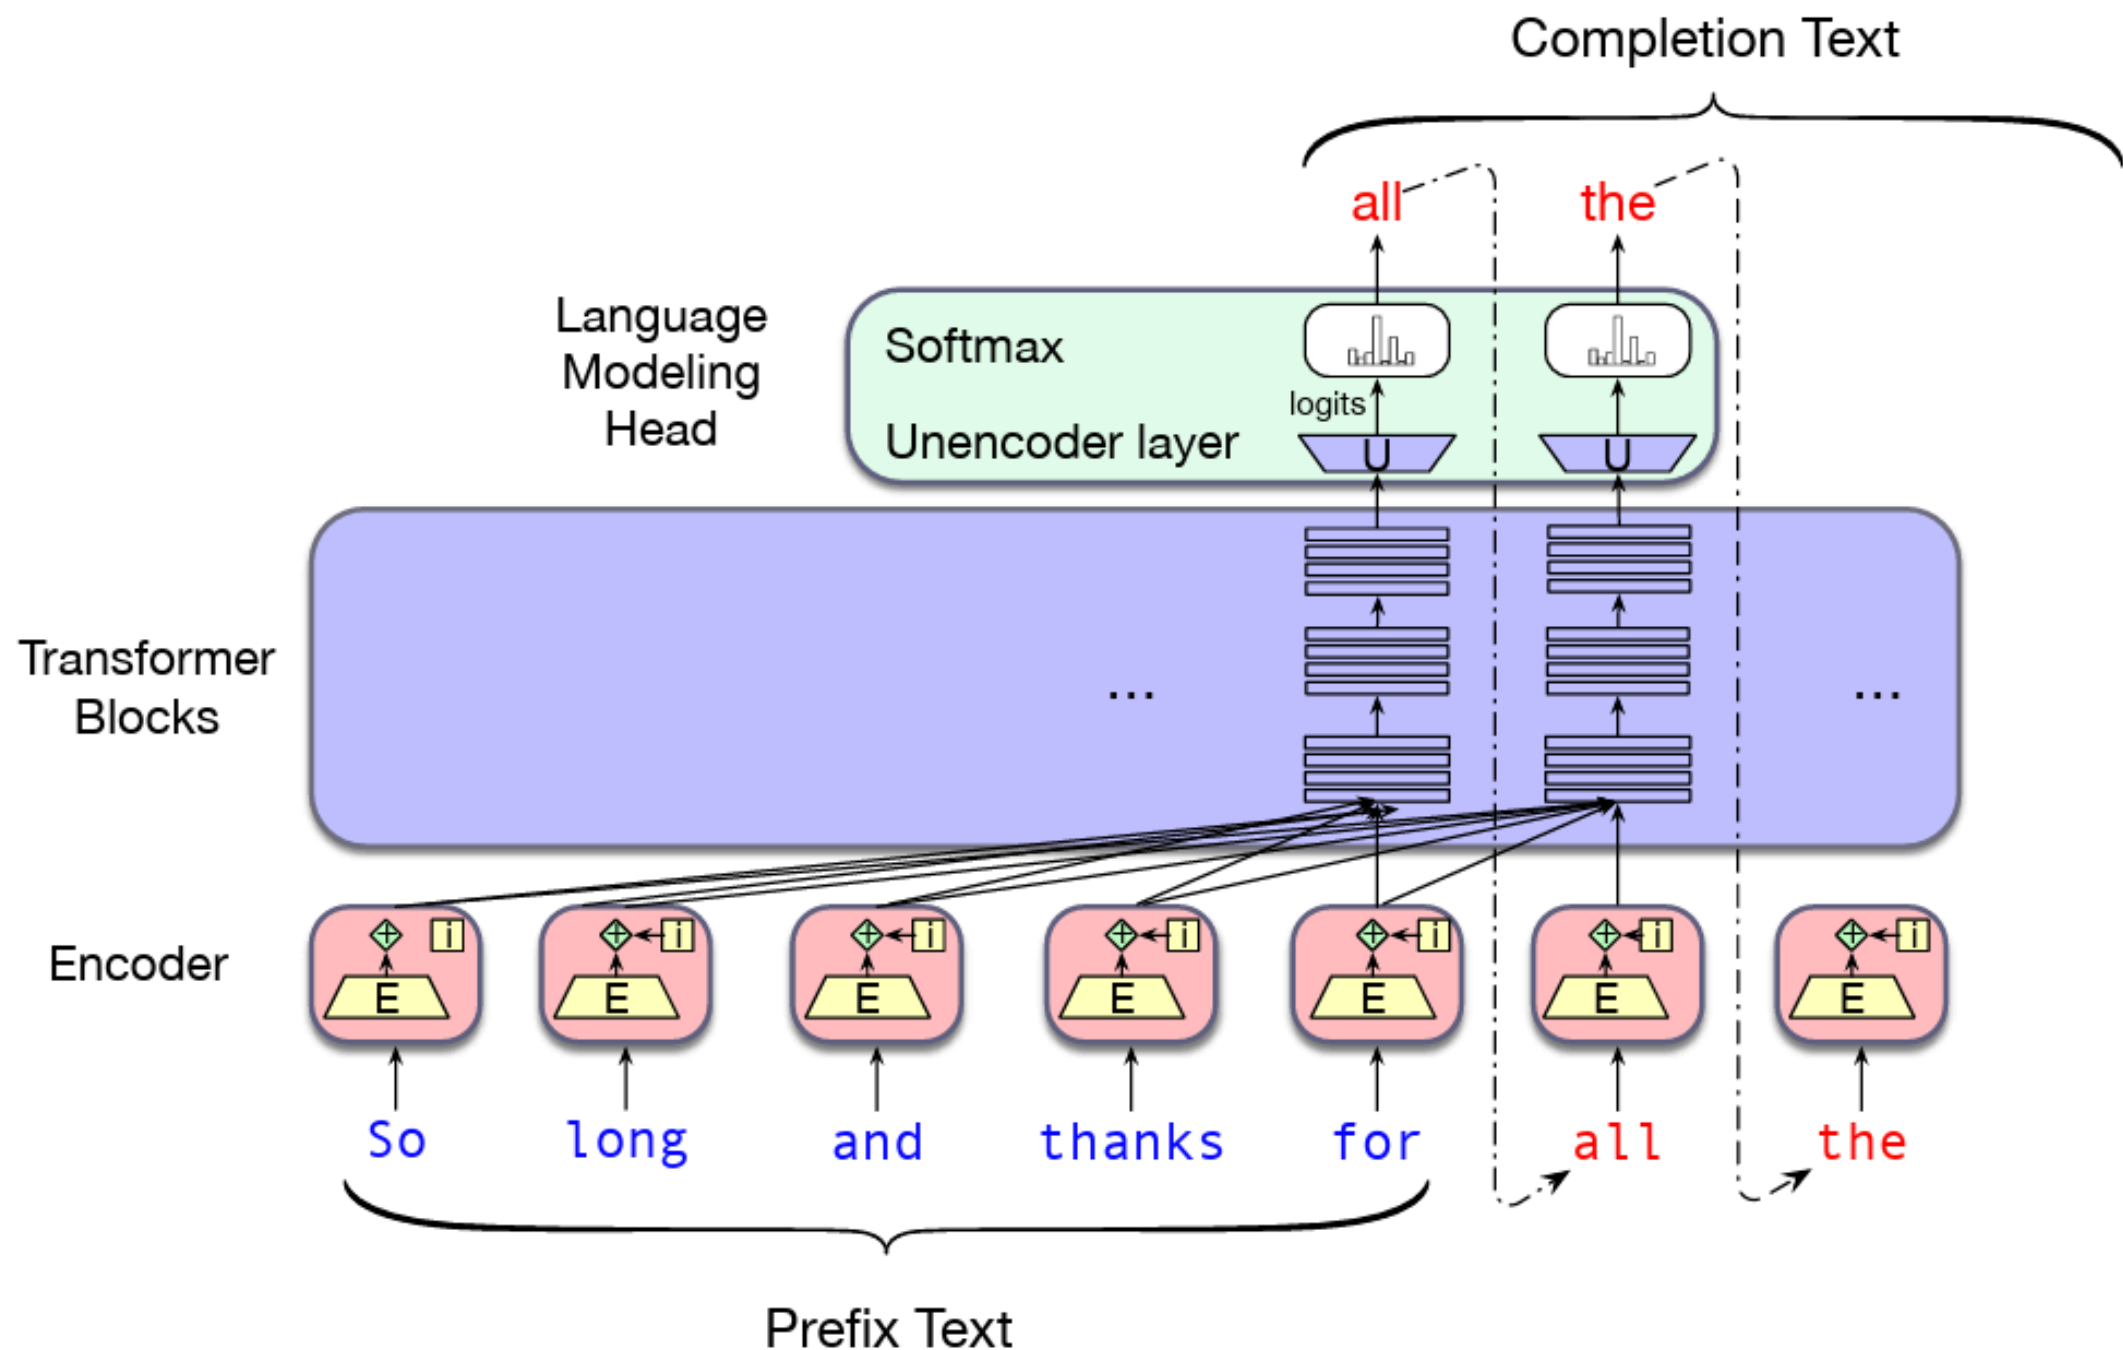 Completion Text
all the
Language
Modeling
Head
Softmax
logits
Unencoder layer
U U
Transformer
Blocks
... ...
Encoder
i i i i i i i
E E E E E E E
So long and thanks for all the
Prefix Text